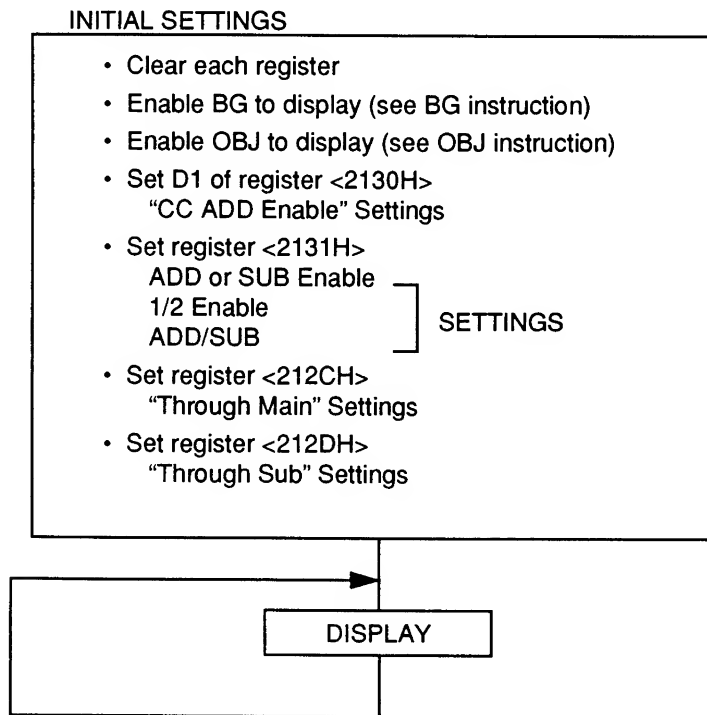 INITIAL SETTINGS
• Clear each register
• Enable BG to display (see BG instruction)
• Enable OBJ to display (see OBJ instruction)
• Set D1 of register <2130H>
“CC ADD Enable” Settings
• Set register <2131H>
ADD or SUB Enable
1/2 Enable
ADD/SUB
SETTINGS
• Set register <212CH>
“Through Main” Settings
• Set register <212DH>
“Through Sub” Settings
DISPLAY